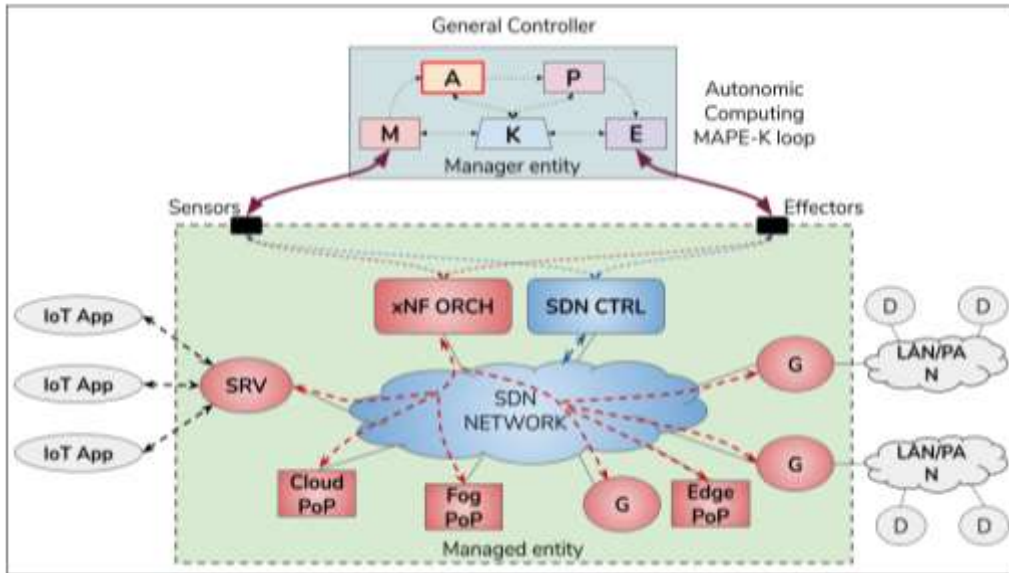 General Controller
A
P
M
K
E
Manager entity
Autonomic
Computing
MAPE-K loop
Sensors
Effectors
xNF ORCH
SDN CTRL
IoT App
IoT App
IoT App
SRV
SDN
NETWORK
G
G
G
D
D
LAN/PA
N
LAN/PA
N
D
D
Cloud
PoP
Fog
PoP
Edge
PoP
Managed entity